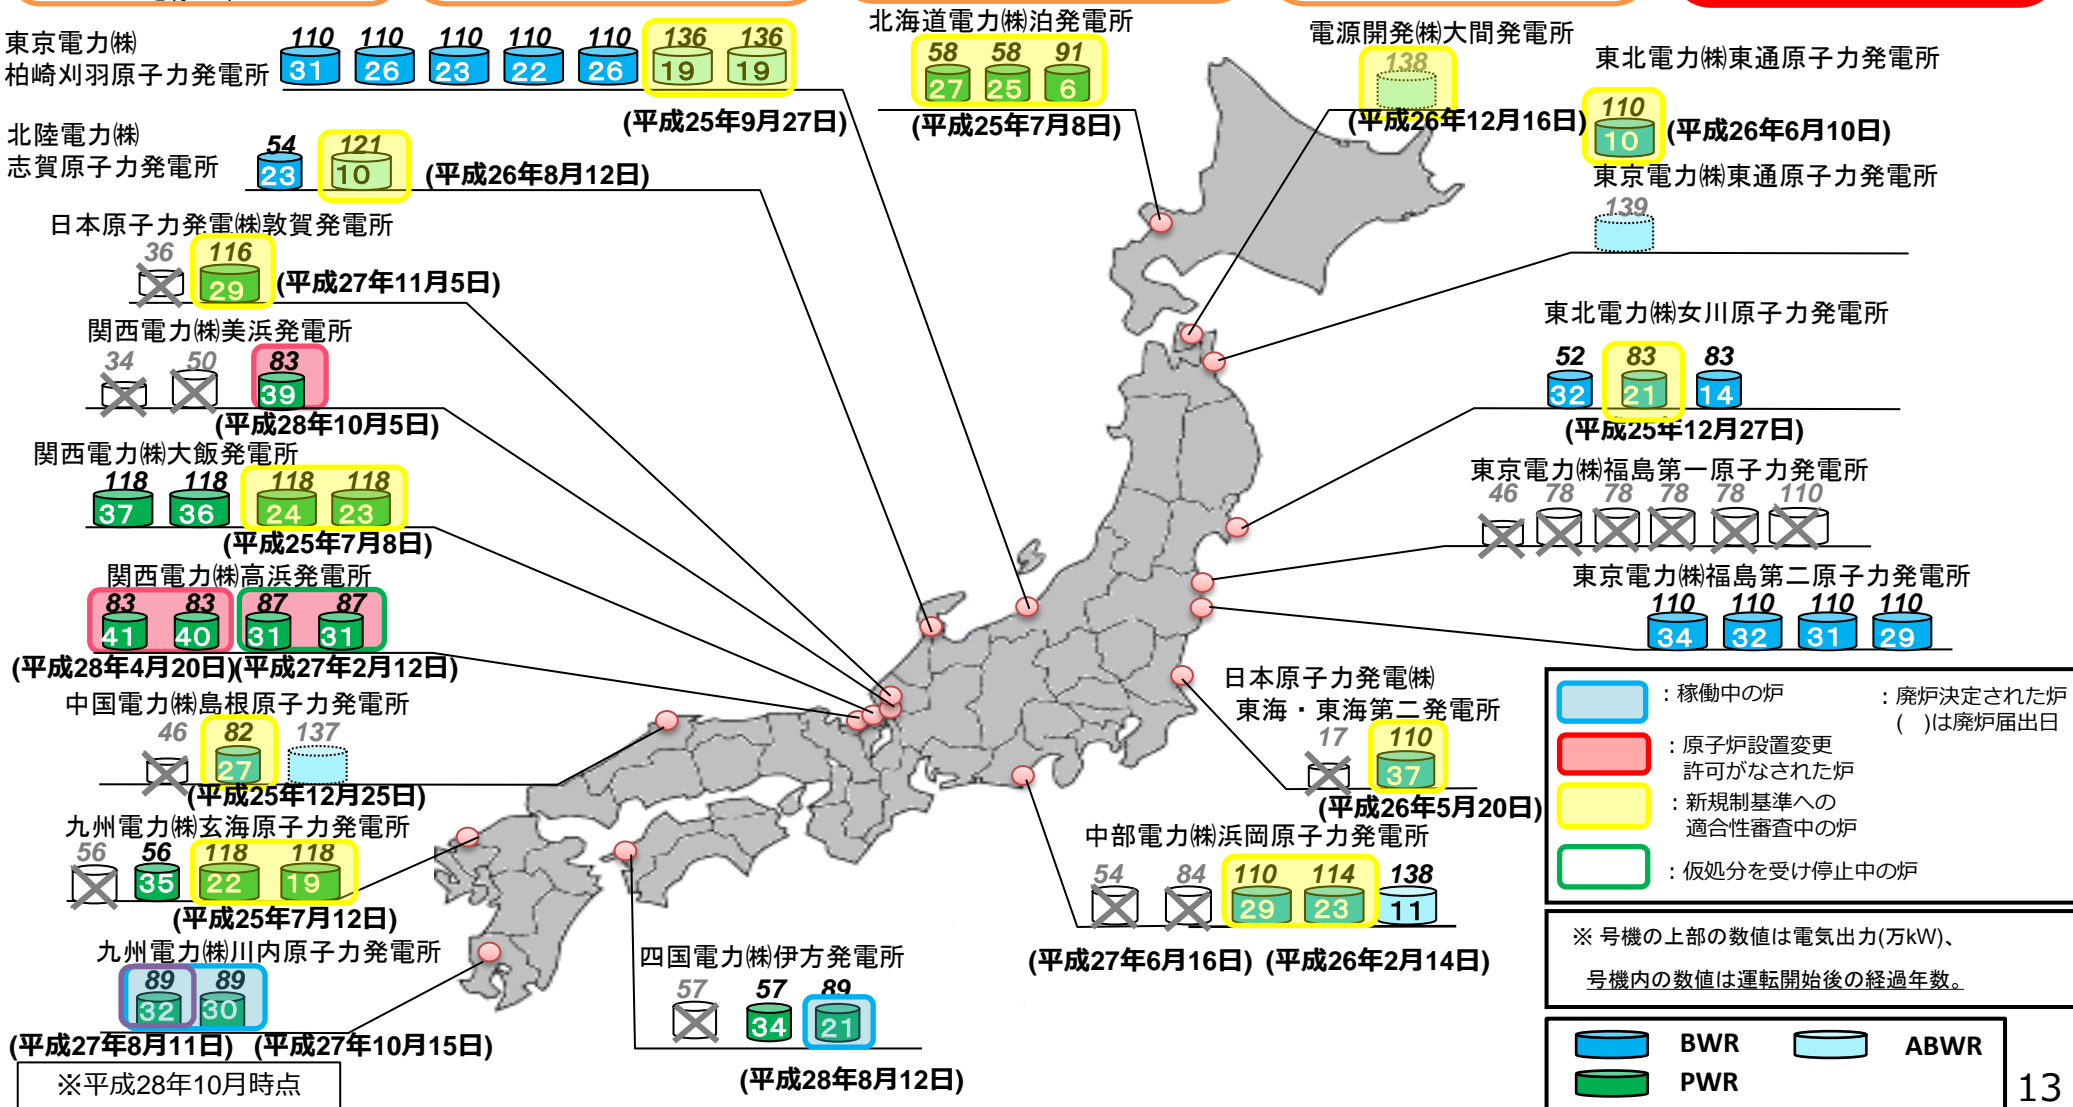 東京電力㈱
柏崎刈羽原子力発電所
110 110 110 110 110 136 136
31 26 23 22 26 19 19
(平成25年9月27日)
北陸電力㈱
志賀原子力発電所
54 121
23 10
(平成26年8月12日)
日本原子力発電㈱敦賀発電所
36 116
29
(平成27年11月5日)
関西電力㈱美浜発電所
34 50 83
39
(平成28年10月5日)
関西電力㈱大飯発電所
118 118 118 118
37 36 24 23
(平成25年7月8日)
関西電力㈱高浜発電所
83 83 87 87
41 40 31 31
(平成28年4月20日)(平成27年2月12日)
中国電力㈱島根原子力発電所
46 82 137
27
(平成25年12月25日)
九州電力㈱玄海原子力発電所
56 56 118 118
35 22 19
(平成25年7月12日)
九州電力㈱川内原子力発電所
89 89
32 30
(平成27年8月11日) (平成27年10月15日)
※平成28年10月時点
北海道電力㈱泊発電所
58 58 91
27 25 6
(平成25年7月8日)
電源開発㈱大間発電所
138
(平成26年12月16日)
東北電力㈱東通原子力発電所
110
10
(平成26年6月10日)
東京電力㈱東通原子力発電所
139
東北電力㈱女川原子力発電所
52 83 83
32 21 14
(平成25年12月27日)
東京電力㈱福島第一原子力発電所
46 78 78 78 78 110
東京電力㈱福島第二原子力発電所
110 110 110 110
34 32 31 29
日本原子力発電㈱
東海・東海第二発電所
17 110
37
(平成26年5月20日)
中部電力㈱浜岡原子力発電所
54 84 110 114 138
29 23 11
(平成27年6月16日) (平成26年2月14日)
四国電力㈱伊方発電所
57 57 89
34 21
(平成28年8月12日)
：稼働中の炉
：廃炉決定された炉
( )は廃炉届出日
：原子炉設置変更
許可がなされた炉
：新規制基準への
適合性審査中の炉
：仮処分を受け停止中の炉
※ 号機の上部の数値は電気出力(万kW)、
号機内の数値は運転開始後の経過年数。
BWR ABWR
PWR
13